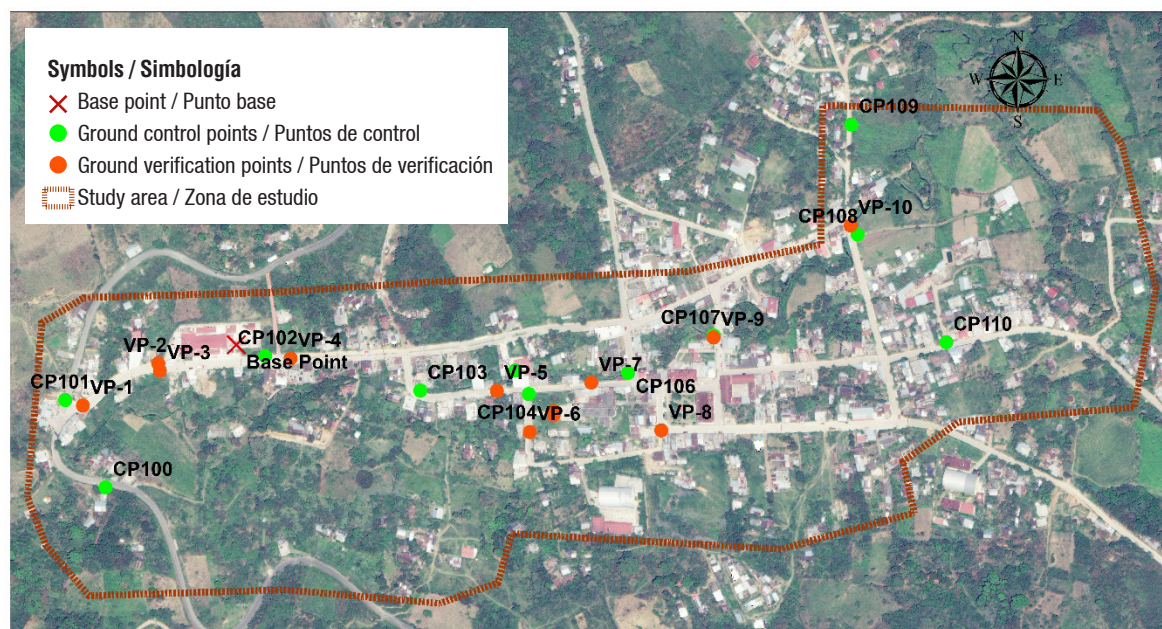 Symbols / Simbología
Base point / Punto base
Ground control points / Puntos de control
Ground verification points / Puntos de verificación
Study area / Zona de estudio
N
W E
S
CP109
CP108 VP-10
CP107 VP-9
CP110
VP-2
VP-3
CP102 VP-4
Base Point
CP101
VP-1
CP103
VP-5
VP-7
CP106
CP104 VP-6
VP-8
CP100